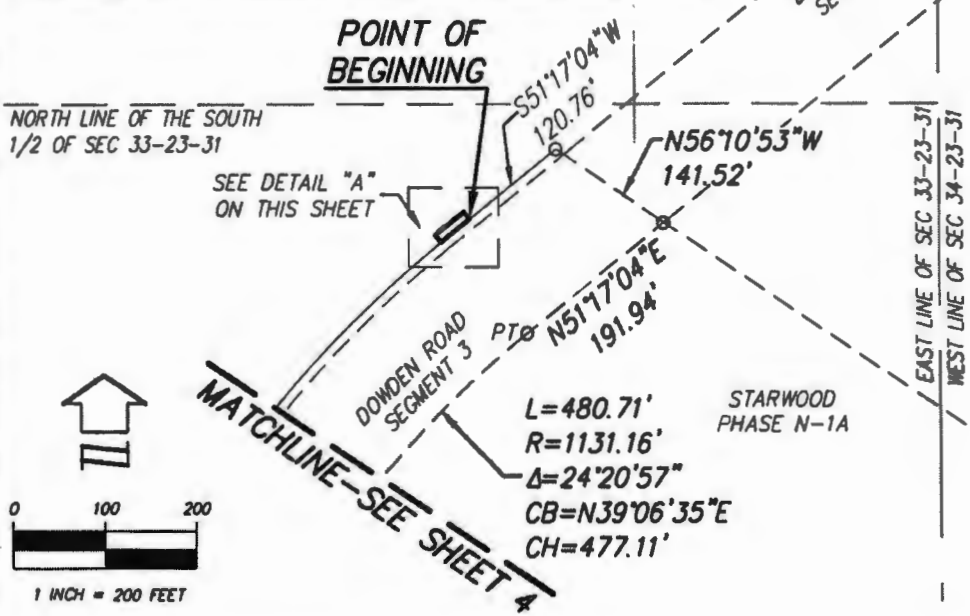 POINT OF
BEGINNING
S51°17'04"W
120.76'
NORTH LINE OF THE SOUTH
1/2 OF SEC 33-23-31
SEE DETAIL "A"
ON THIS SHEET
N56°10'53"W
141.52'
EAST LINE OF SEC 33-23-31
WEST LINE OF SEC 34-23-31
N51°17'04"E
191.94'
PT
DOWDEN ROAD
SEGMENT 3
STARWOOD
PHASE N-1A
L=480.71'
R=1131.16'
Δ=24°20'57"
CB=N39°06'35"E
CH=477.11'
MATCHLINE-SEE SHEET 4
0 100 200
1 INCH = 200 FEET